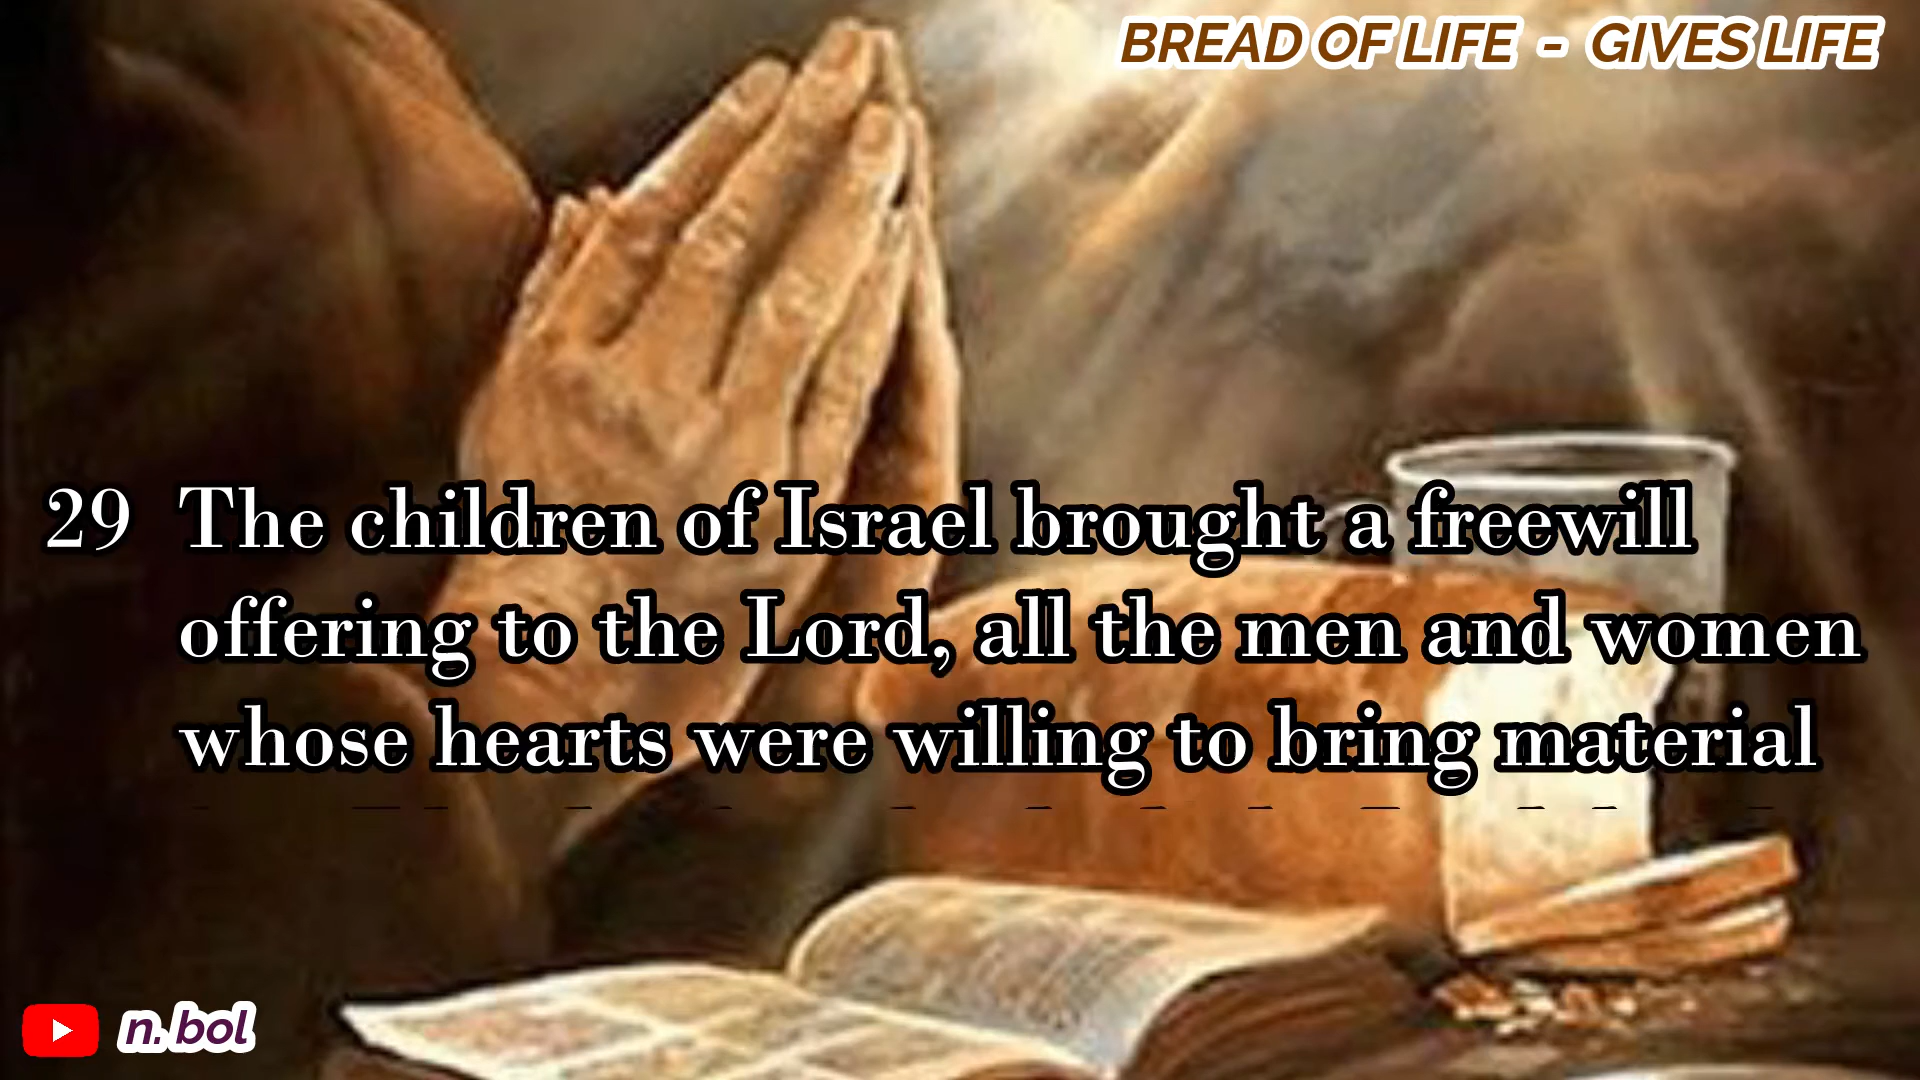 BREAD OF LIFE - GIVES LIFE
29 The children of Israel brought a freewill
offering to the Lord, all the men and women
whose hearts were willing to bring material
n. bol